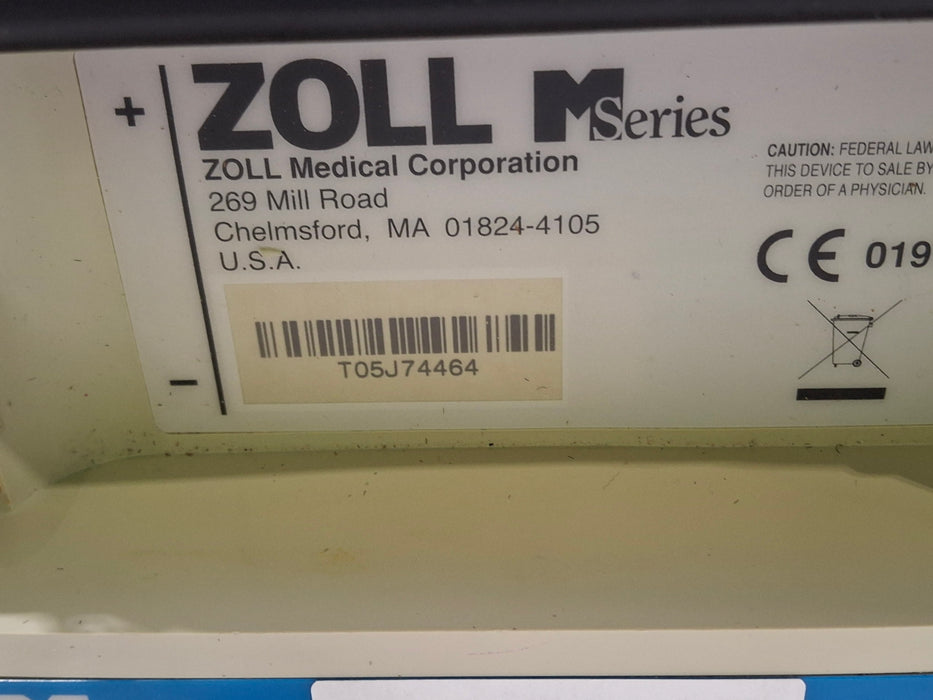 +
ZOLL M Series
ZOLL Medical Corporation
269 Mill Road
Chelmsford, MA 01824-4105
U.S.A.
T05J74464
-
CAUTION: FEDERAL LAW
THIS DEVICE TO SALE BY
ORDER OF A PHYSICIAN.
CE 019